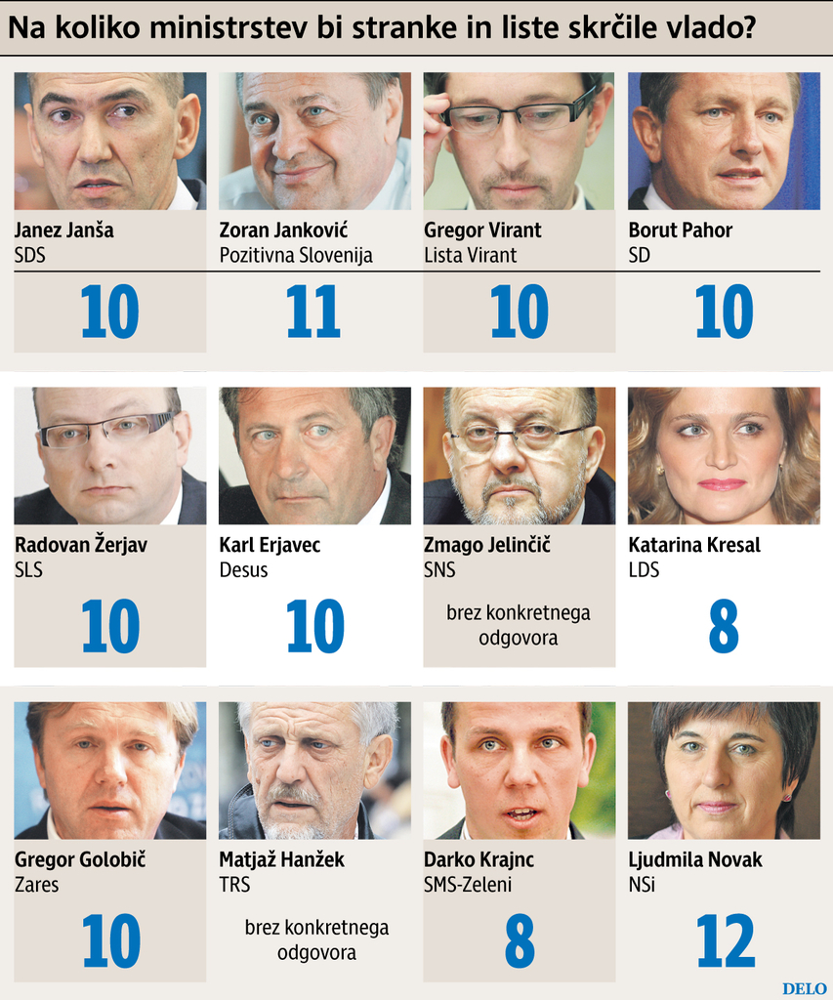 Na koliko ministrstev bi stranke in liste skrčile vlado?
Janez Janša
SDS
10
Zoran Janković
Pozitivna Slovenija
11
Gregor Virant
Lista Virant
10
Borut Pahor
SD
10
Radovan Žerjav
SLS
10
Karl Erjavec
Desus
10
Zmago Jelinčič
SNS
brez konkretnega
odgovora
Katarina Kresal
LDS
8
Gregor Golobič
Zares
10
Matjaž Hanžek
TRS
brez konkretnega
odgovora
Darko Krajnc
SMS-Zeleni
8
Ljudmila Novak
NSi
12
DELO